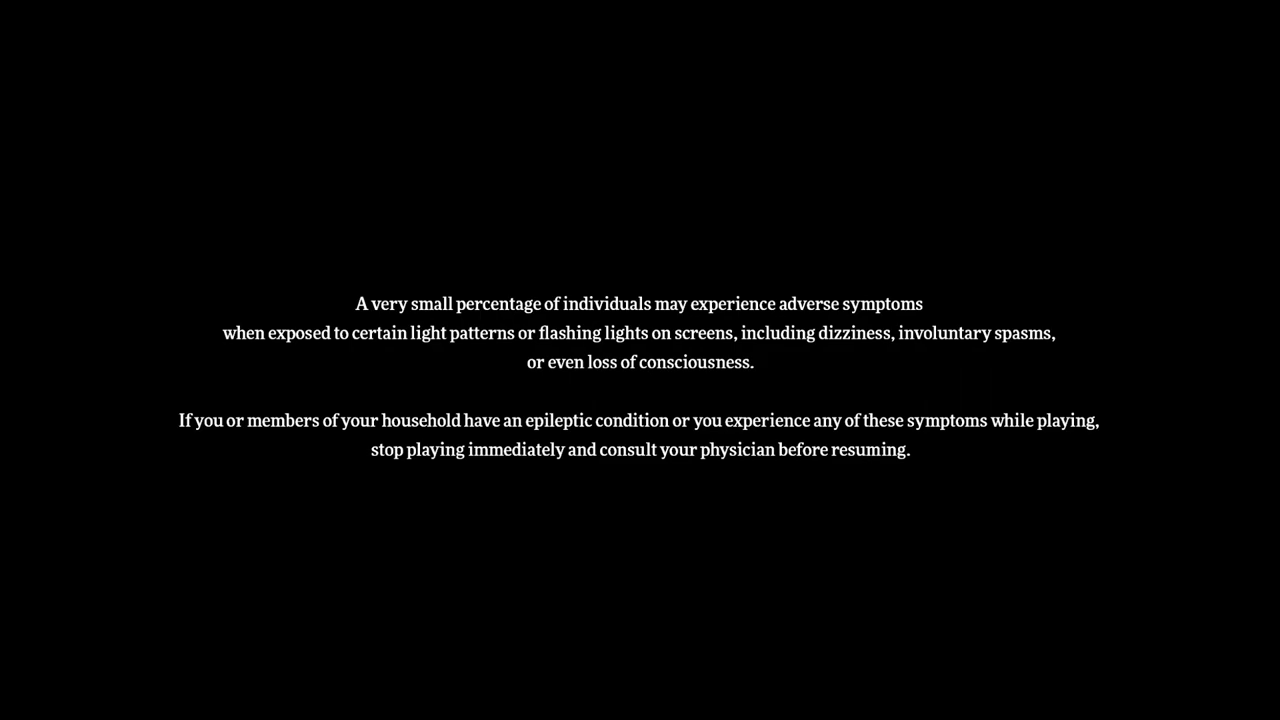 A very small percentage of individuals may experience adverse symptoms
when exposed to certain light patterns or flashing lights on screens, including dizziness, involuntary spasms,
or even loss of consciousness.
If you or members of your household have an epileptic condition or you experience any of these symptoms while playing,
stop playing immediately and consult your physician before resuming.